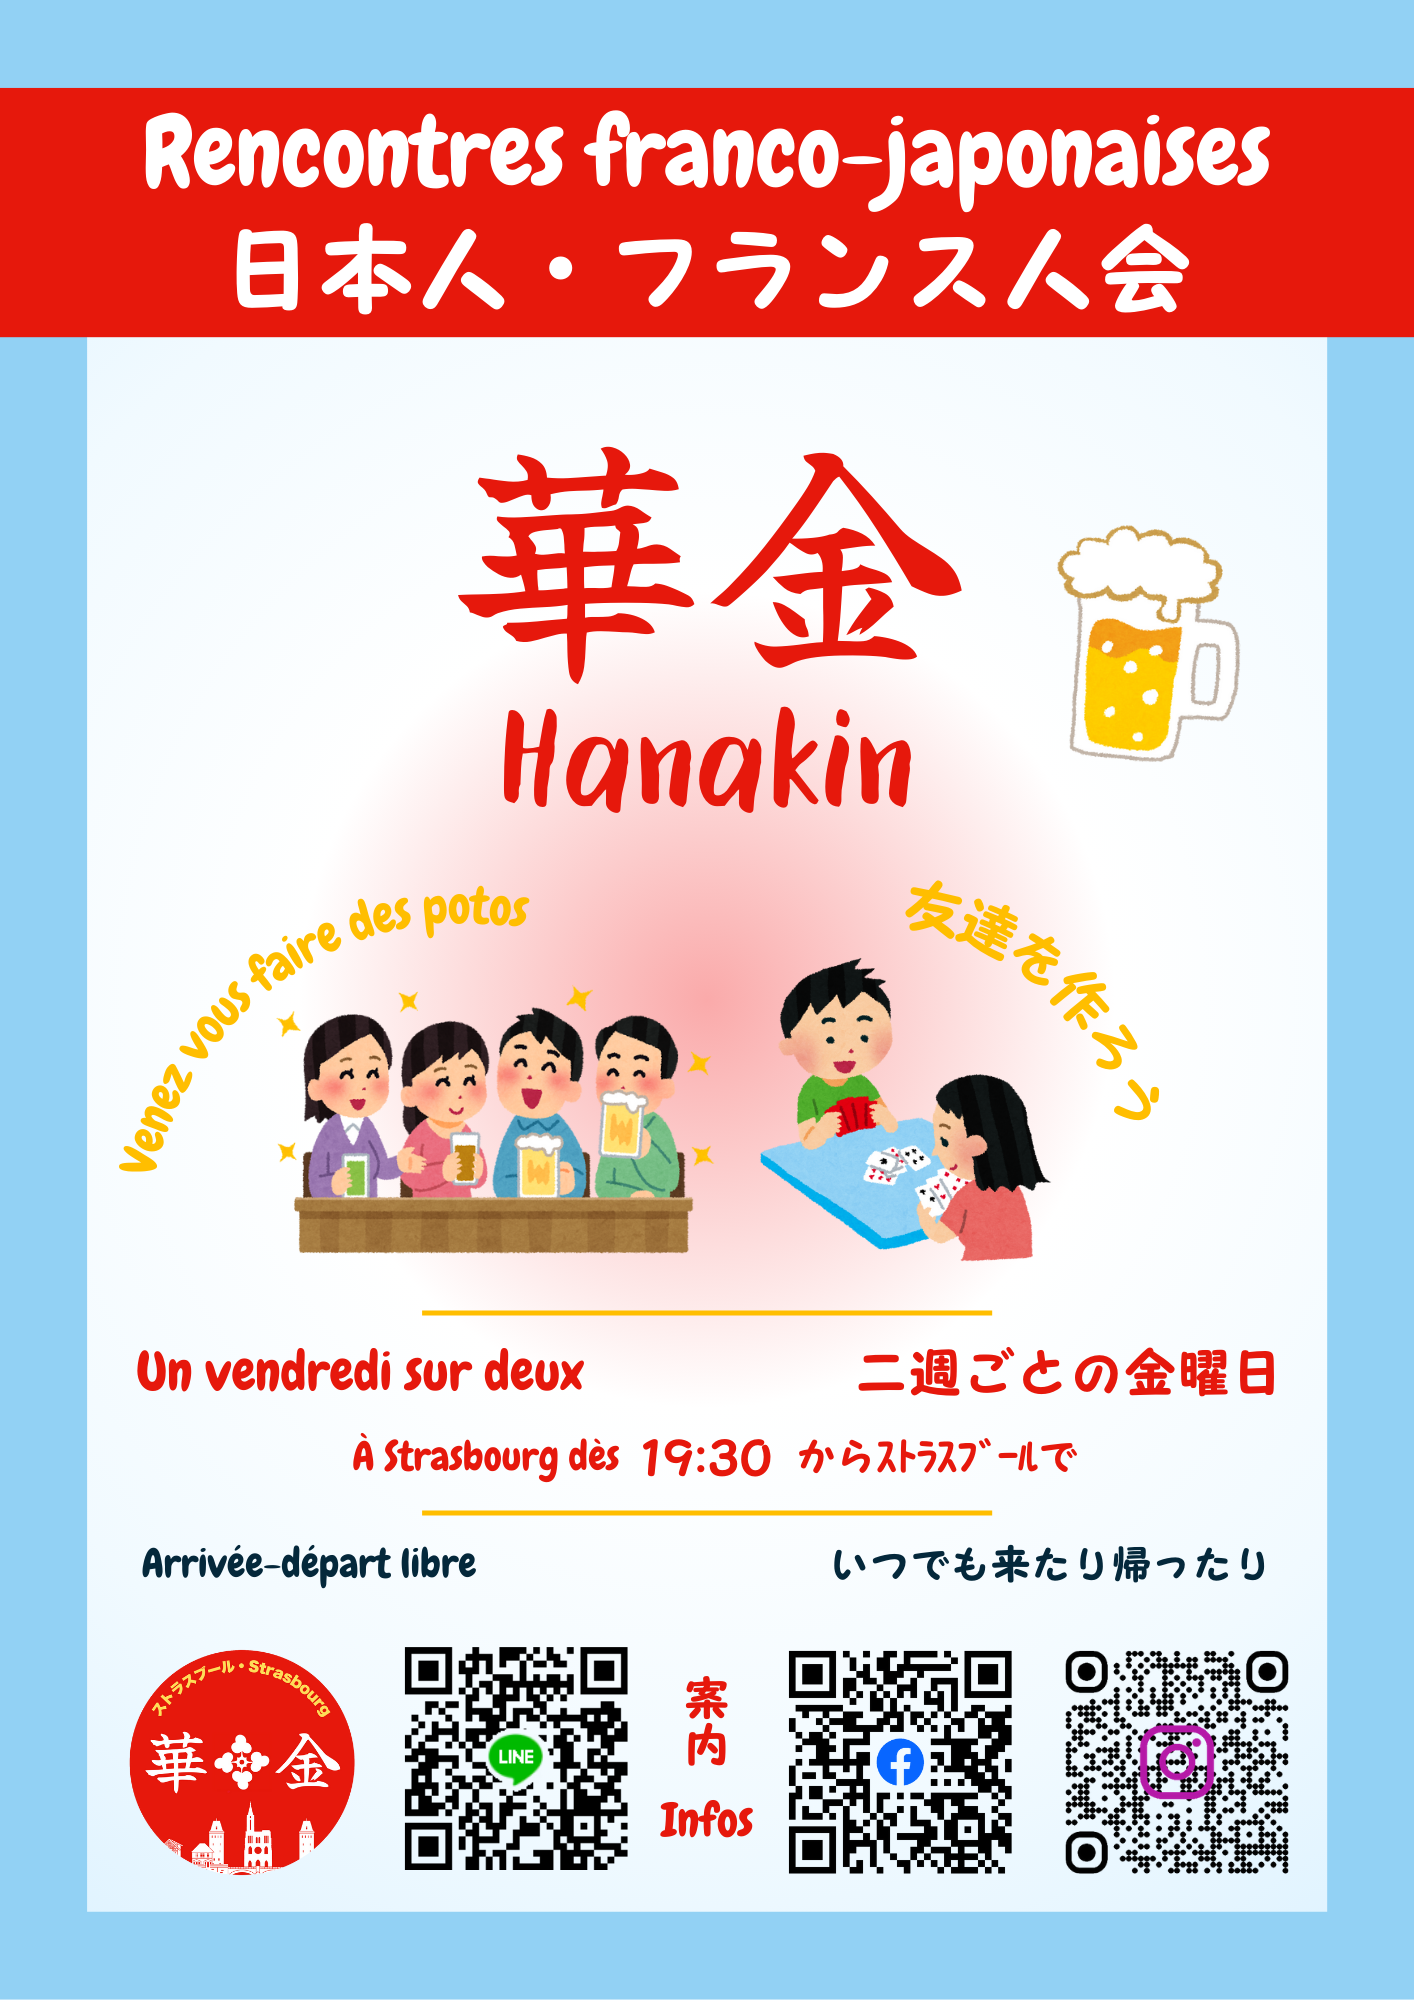 Rencontres franco-japonaises
日本人・フランス人会
華金
Hanakin
Venez vous faire des potos
友達を作ろう
Un vendredi sur deux
二週ごとの金曜日
À Strasbourg dès 19:30 からｽﾄﾗｽﾌﾞｰﾙで
Arrivée-départ libre
いつでも来たり帰ったり
ストラスブール・Strasbourg
華 金
LINE
案内
Infos